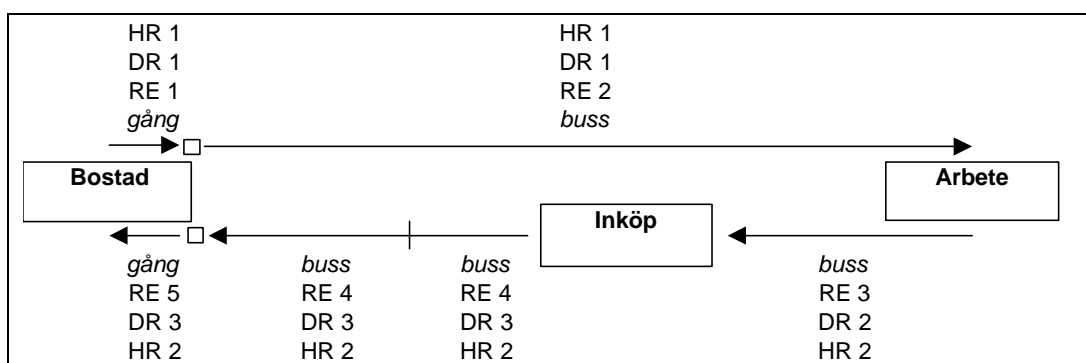 HR 1 HR 1
DR 1 DR 1
RE 1 RE 2
gång buss
Bostad Arbete
Inköp
gång buss buss buss
RE 5 RE 4 RE 4 RE 3
DR 3 DR 3 DR 3 DR 2
HR 2 HR 2 HR 2 HR 2